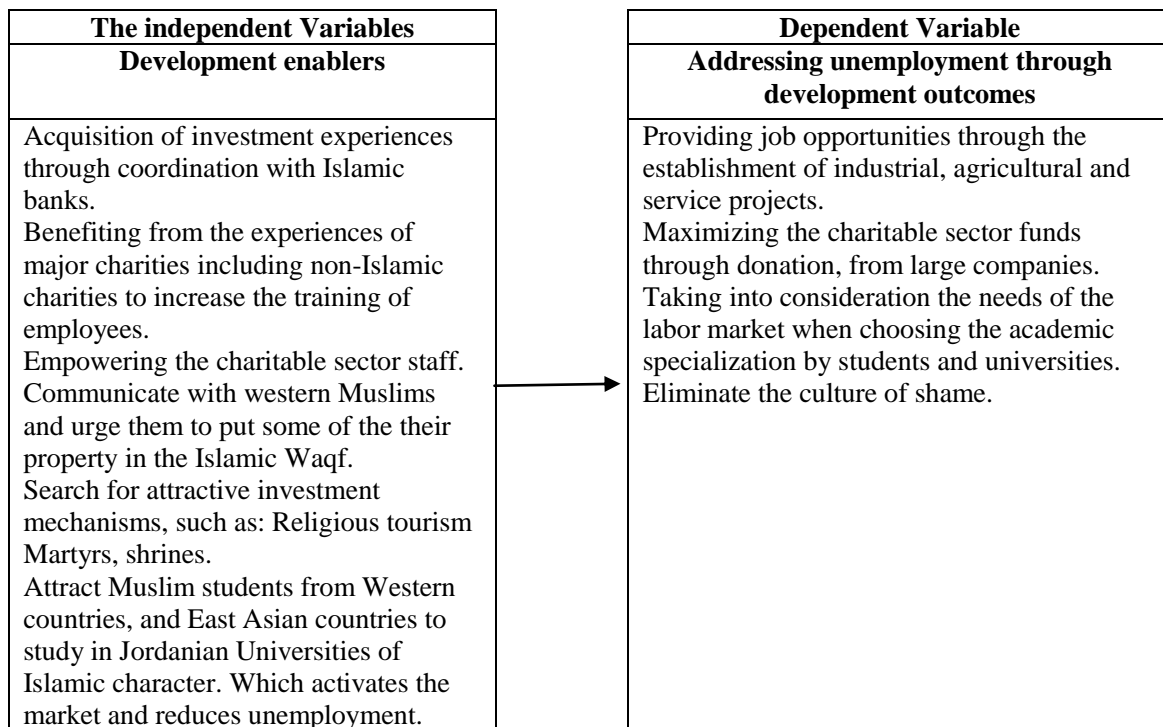 The independent Variables
Development enablers
Acquisition of investment experiences
through coordination with Islamic
banks.
Benefiting from the experiences of
major charities including non-Islamic
charities to increase the training of
employees.
Empowering the charitable sector staff.
Communicate with western Muslims
and urge them to put some of the their
property in the Islamic Waqf.
Search for attractive investment
mechanisms, such as: Religious tourism
Martyrs, shrines.
Attract Muslim students from Western
countries, and East Asian countries to
study in Jordanian Universities of
Islamic character. Which activates the
market and reduces unemployment.
Dependent Variable
Addressing unemployment through
development outcomes
Providing job opportunities through the
establishment of industrial, agricultural and
service projects.
Maximizing the charitable sector funds
through donation, from large companies.
Taking into consideration the needs of the
labor market when choosing the academic
specialization by students and universities.
Eliminate the culture of shame.